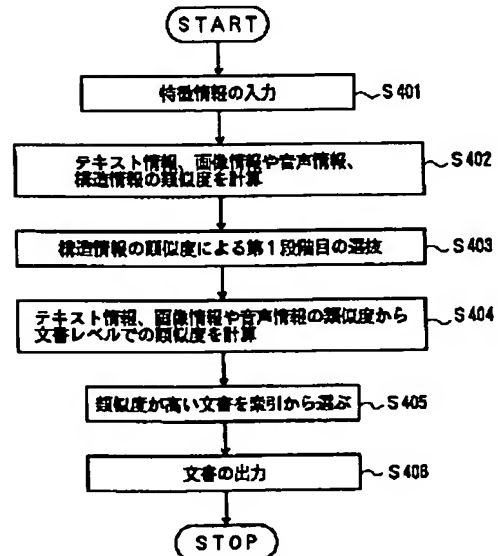 START
特徴情報の入力
S401
テキスト情報、画像情報や音声情報、
構造情報の類似度を計算
S402
構造情報の類似度による第1段階目の選抜
S403
テキスト情報、画像情報や音声情報の類似度から
文書レベルでの類似度を計算
S404
類似度が高い文書を索引から選ぶ
S405
文書の出力
S406
STOP